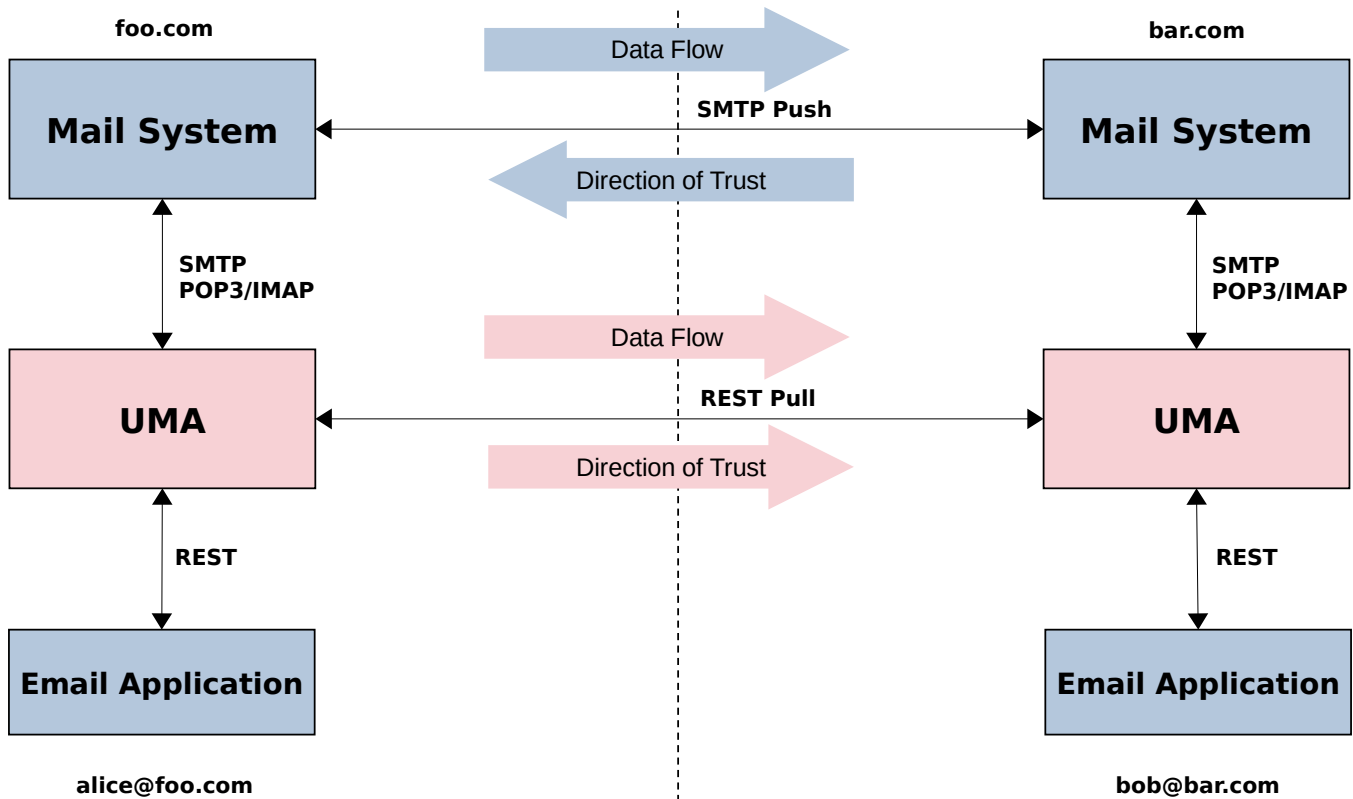 foo.com
bar.com
Data Flow
Mail System
SMTP Push
Mail System
Direction of Trust
SMTP
POP3/IMAP
SMTP
POP3/IMAP
Data Flow
UMA
REST Pull
UMA
Direction of Trust
REST
REST
Email Application
Email Application
alice@foo.com
bob@bar.com